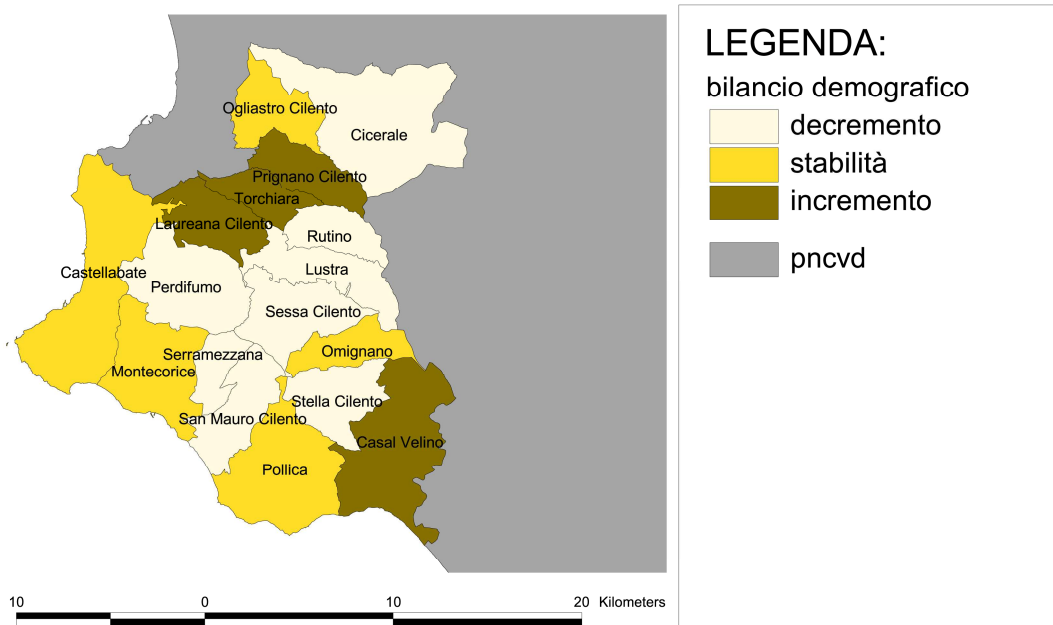 Ogliastro Cilento
Cicerale
Prignano Cilento
Torchiara
Laureana Cilento
Rutino
Castellabate
Lustra
Perdifumo
Sessa Cilento
Serramezzana
Omignano
Montecorice
Stella Cilento
San Mauro Cilento
Casal Velino
Pollica
10 0 10 20 Kilometers
LEGENDA:
bilancio demografico
decremento
stabilità
incremento
pncvd